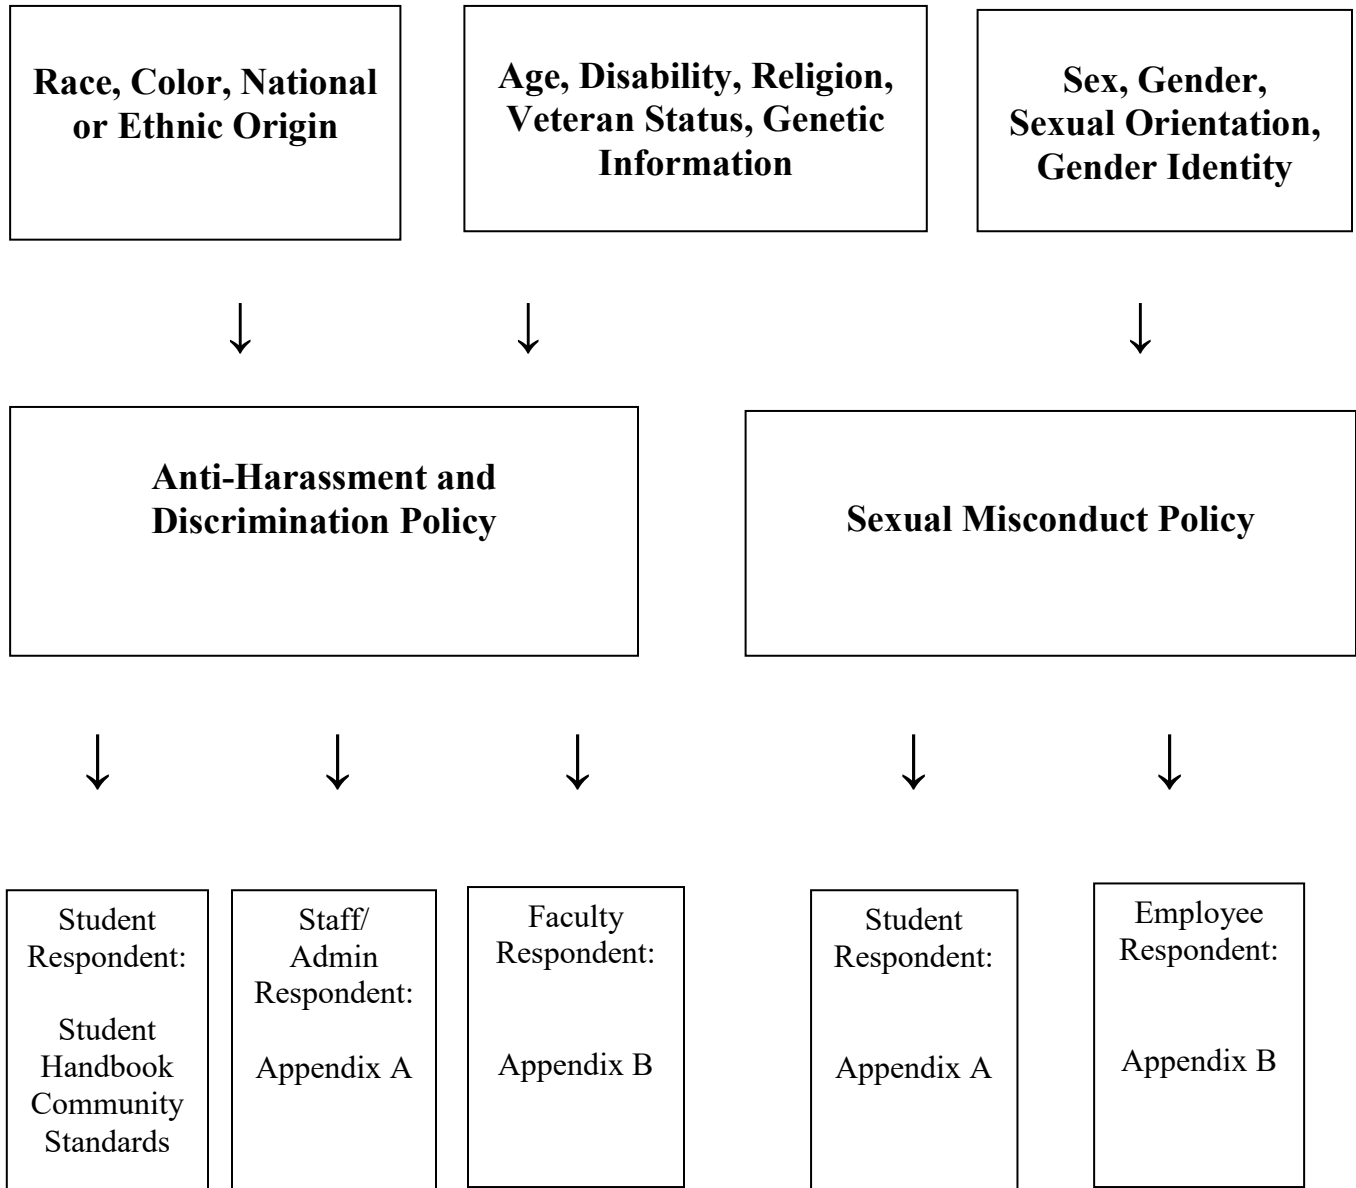 Race, Color, National
or Ethnic Origin
Age, Disability, Religion,
Veteran Status, Genetic
Information
Sex, Gender,
Sexual Orientation,
Gender Identity
↓
↓
↓
Anti-Harassment and
Discrimination Policy
Sexual Misconduct Policy
↓
↓
↓
↓
↓
Student
Respondent:
Student
Handbook
Community
Standards
Staff/
Admin
Respondent:
Appendix A
Faculty
Respondent:
Appendix B
Student
Respondent:
Appendix A
Employee
Respondent:
Appendix B